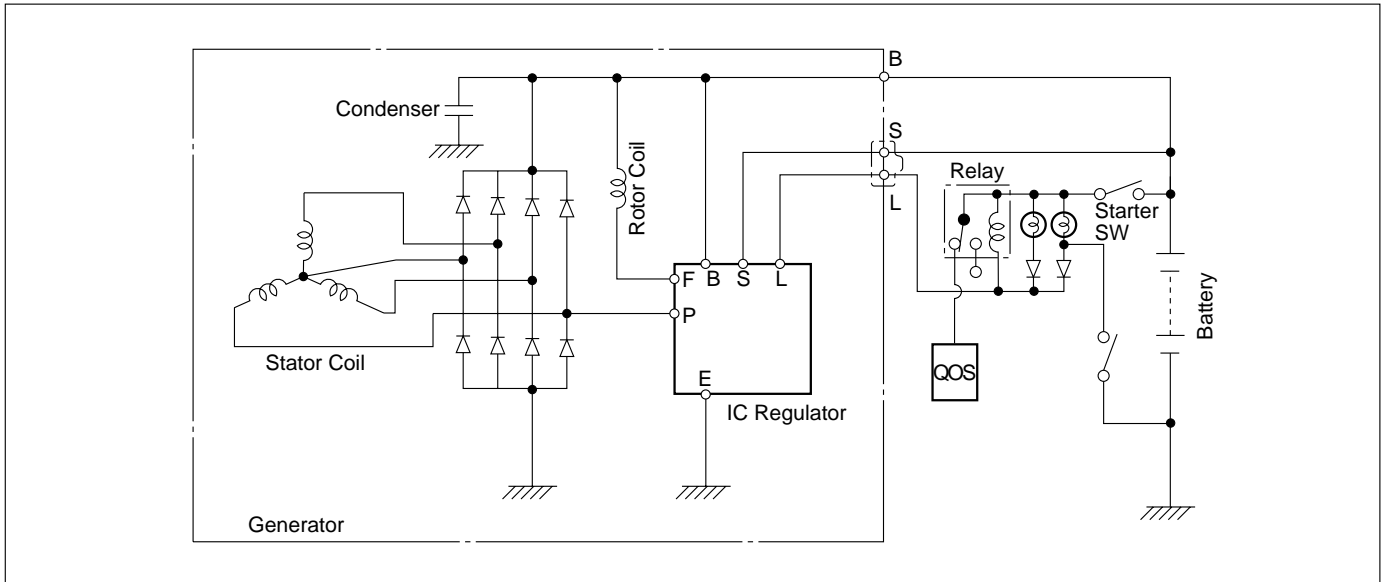 B
Condenser
S
Relay
Rotor Coil
L
Starter
SW
F B S L
P
Battery
Stator Coil
QOS
E
IC Regulator
Generator